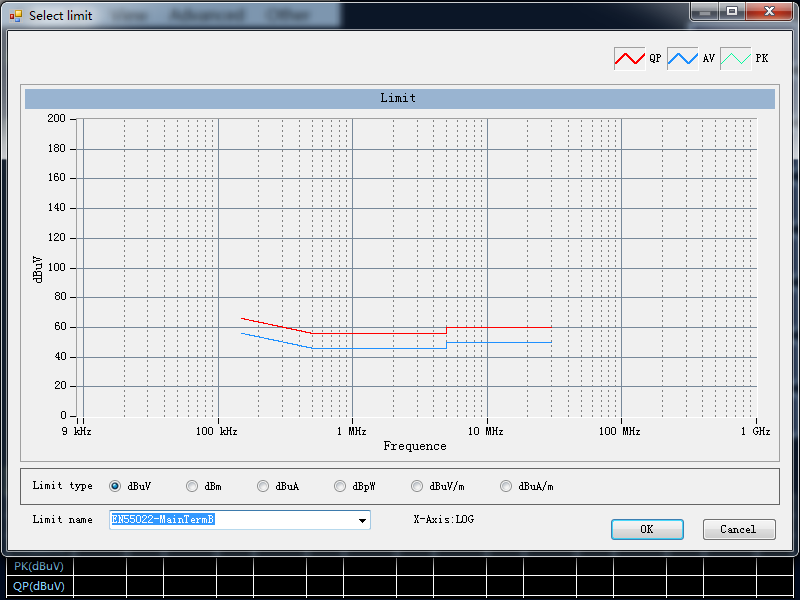 Select limit
Advanced Other
QP AV PK
Limit
200
180
160
140
120
100
80
60
40
20
0
dBuV
9 kHz 100 kHz 1 MHz 10 MHz 100 MHz 1 GHz
Frequence
Limit type dBuV dBm dBuA dBpW dBuV/m dBuA/m
Limit name EN55022-MainTermB X-Axis:LOG OK Cancel
PK(dBuV)
QP(dBuV)